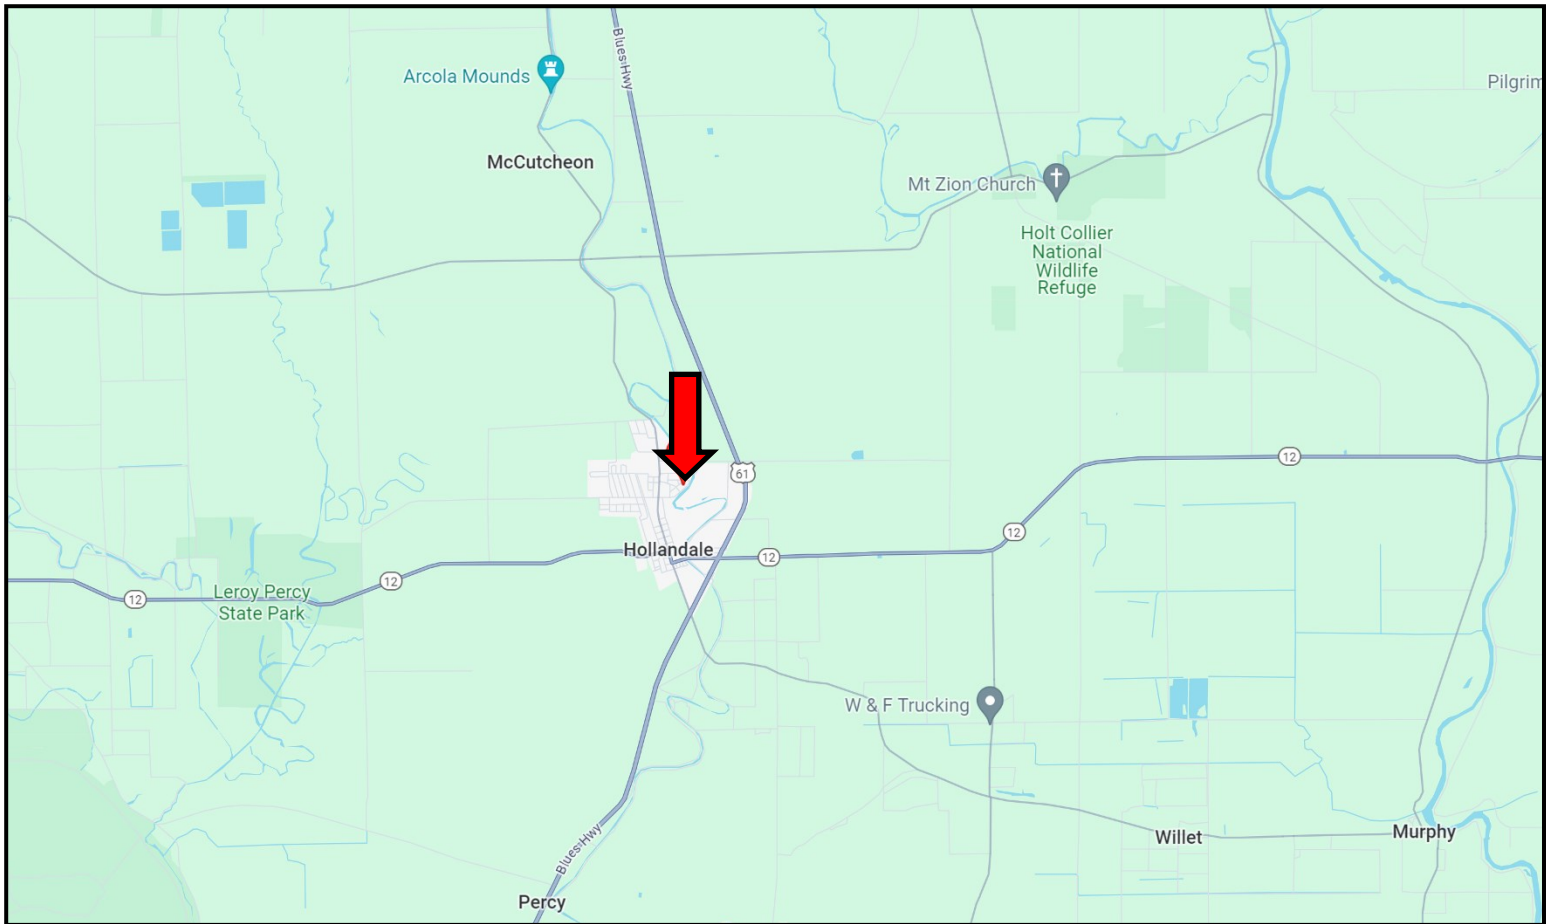 Blues Hwy
Arcola Mounds
Pilgrim
McCutcheon
Mt Zion Church
Holt Collier
National
Wildlife
Refuge
61
12
12
Hollandale
12
12
Leroy Percy
State Park
12
W & F Trucking
Willet
Murphy
Blues Hwy
Percy